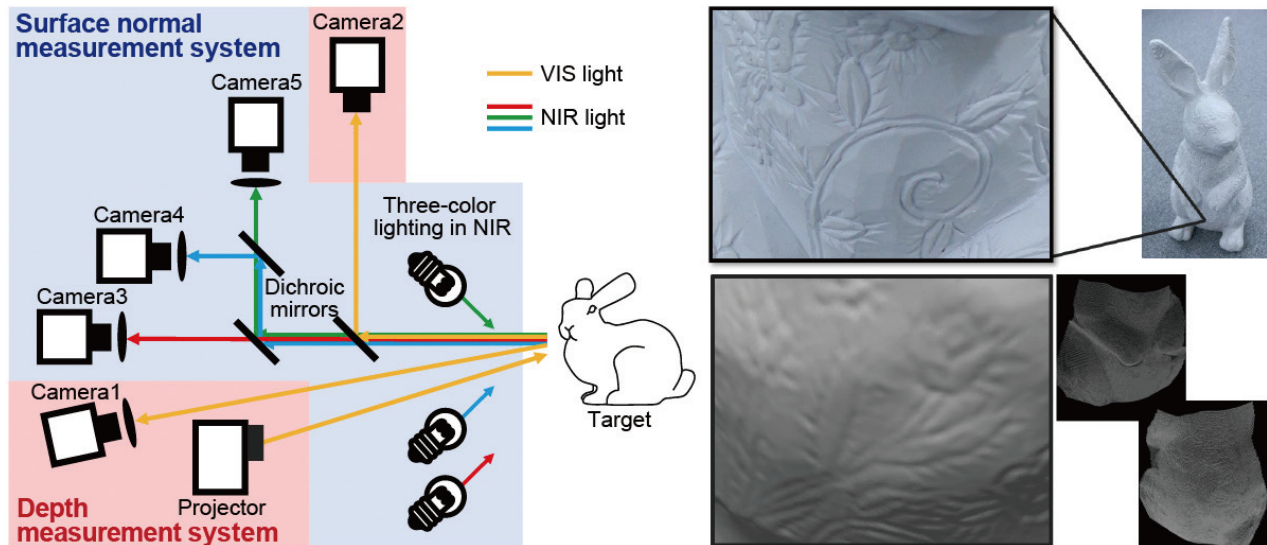 Surface normal
measurement system
Camera2
VIS light
NIR light
Camera5
Camera4
Three-color
lighting in NIR
Dichroic
mirrors
Camera3
Camera1
Target
Projector
Depth
measurement system